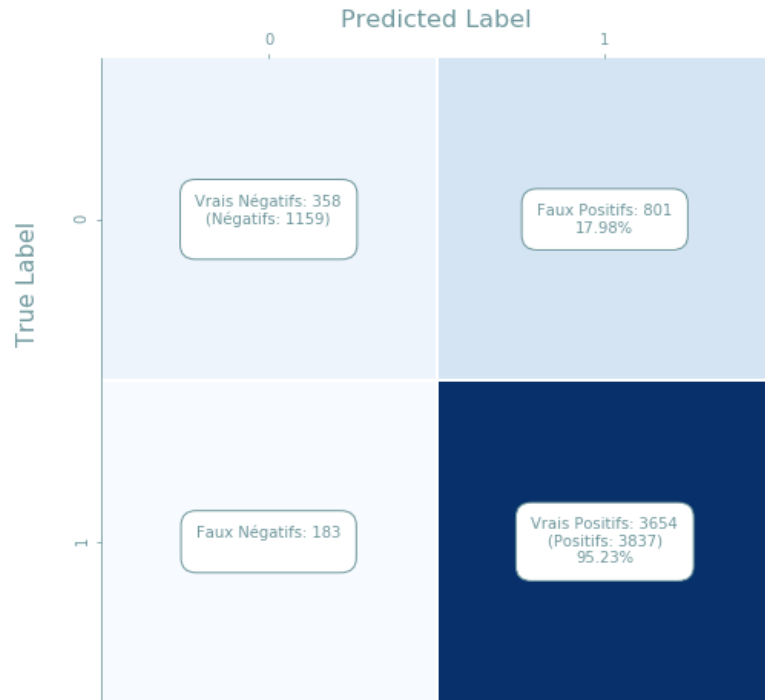 Predicted Label
0
1
True Label
0
Vrais Négatifs: 358
(Négatifs: 1159)
Faux Positifs: 801
17.98%
1
Faux Négatifs: 183
Vrais Positifs: 3654
(Positifs: 3837)
95.23%